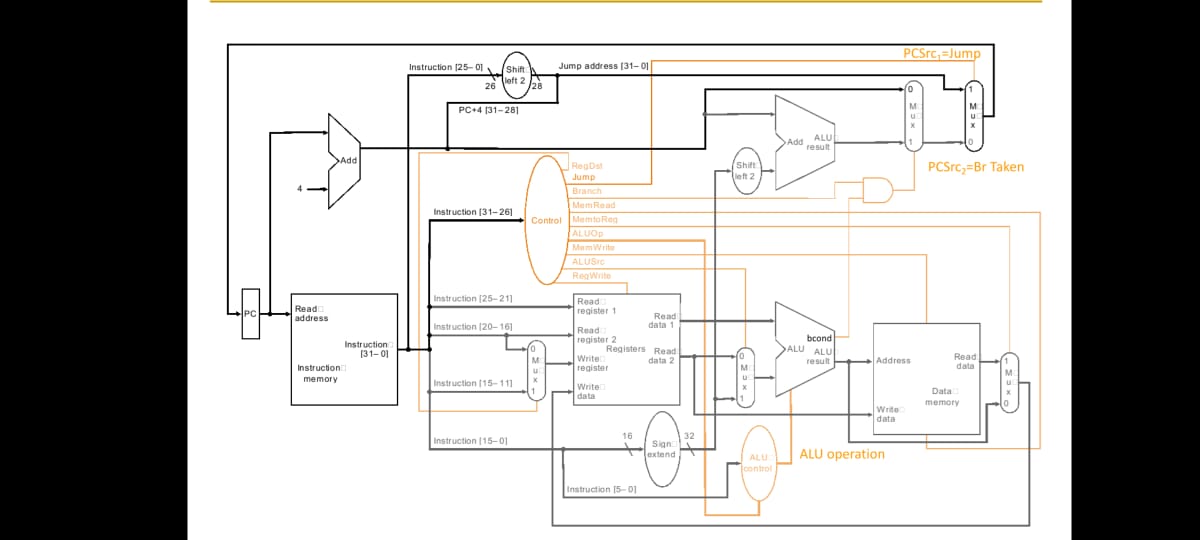 PCSrc₁=Jump
Instruction [25–0]
Shift
left 2
Jump address [31–0]
26
28
PC+4 [31–28]
0
M
u
x
1
1
M
u
x
0
Add
ALU
result
Add
4
Shift
left 2
PCSrc₂=Br Taken
RegDst
Jump
Branch
MemRead
Instruction [31–26]
Control
MemtoReg
ALUOp
MemWrite
ALUSrc
RegWrite
PC
Read
address
Instruction
[31–0]
Instruction
memory
Instruction [25–21]
Read
register 1
Read
data 1
Instruction [20–16]
Read
register 2
Registers
Read
data 2
Write
register
Write
data
0
M
u
x
1
Instruction [15–11]
bcond
ALU
ALU
result
0
M
u
x
1
Address
Read
data
Data
memory
Write
data
1
M
u
x
0
Instruction [15–0]
16
Sign
extend
32
ALU
control
ALU operation
Instruction [5–0]